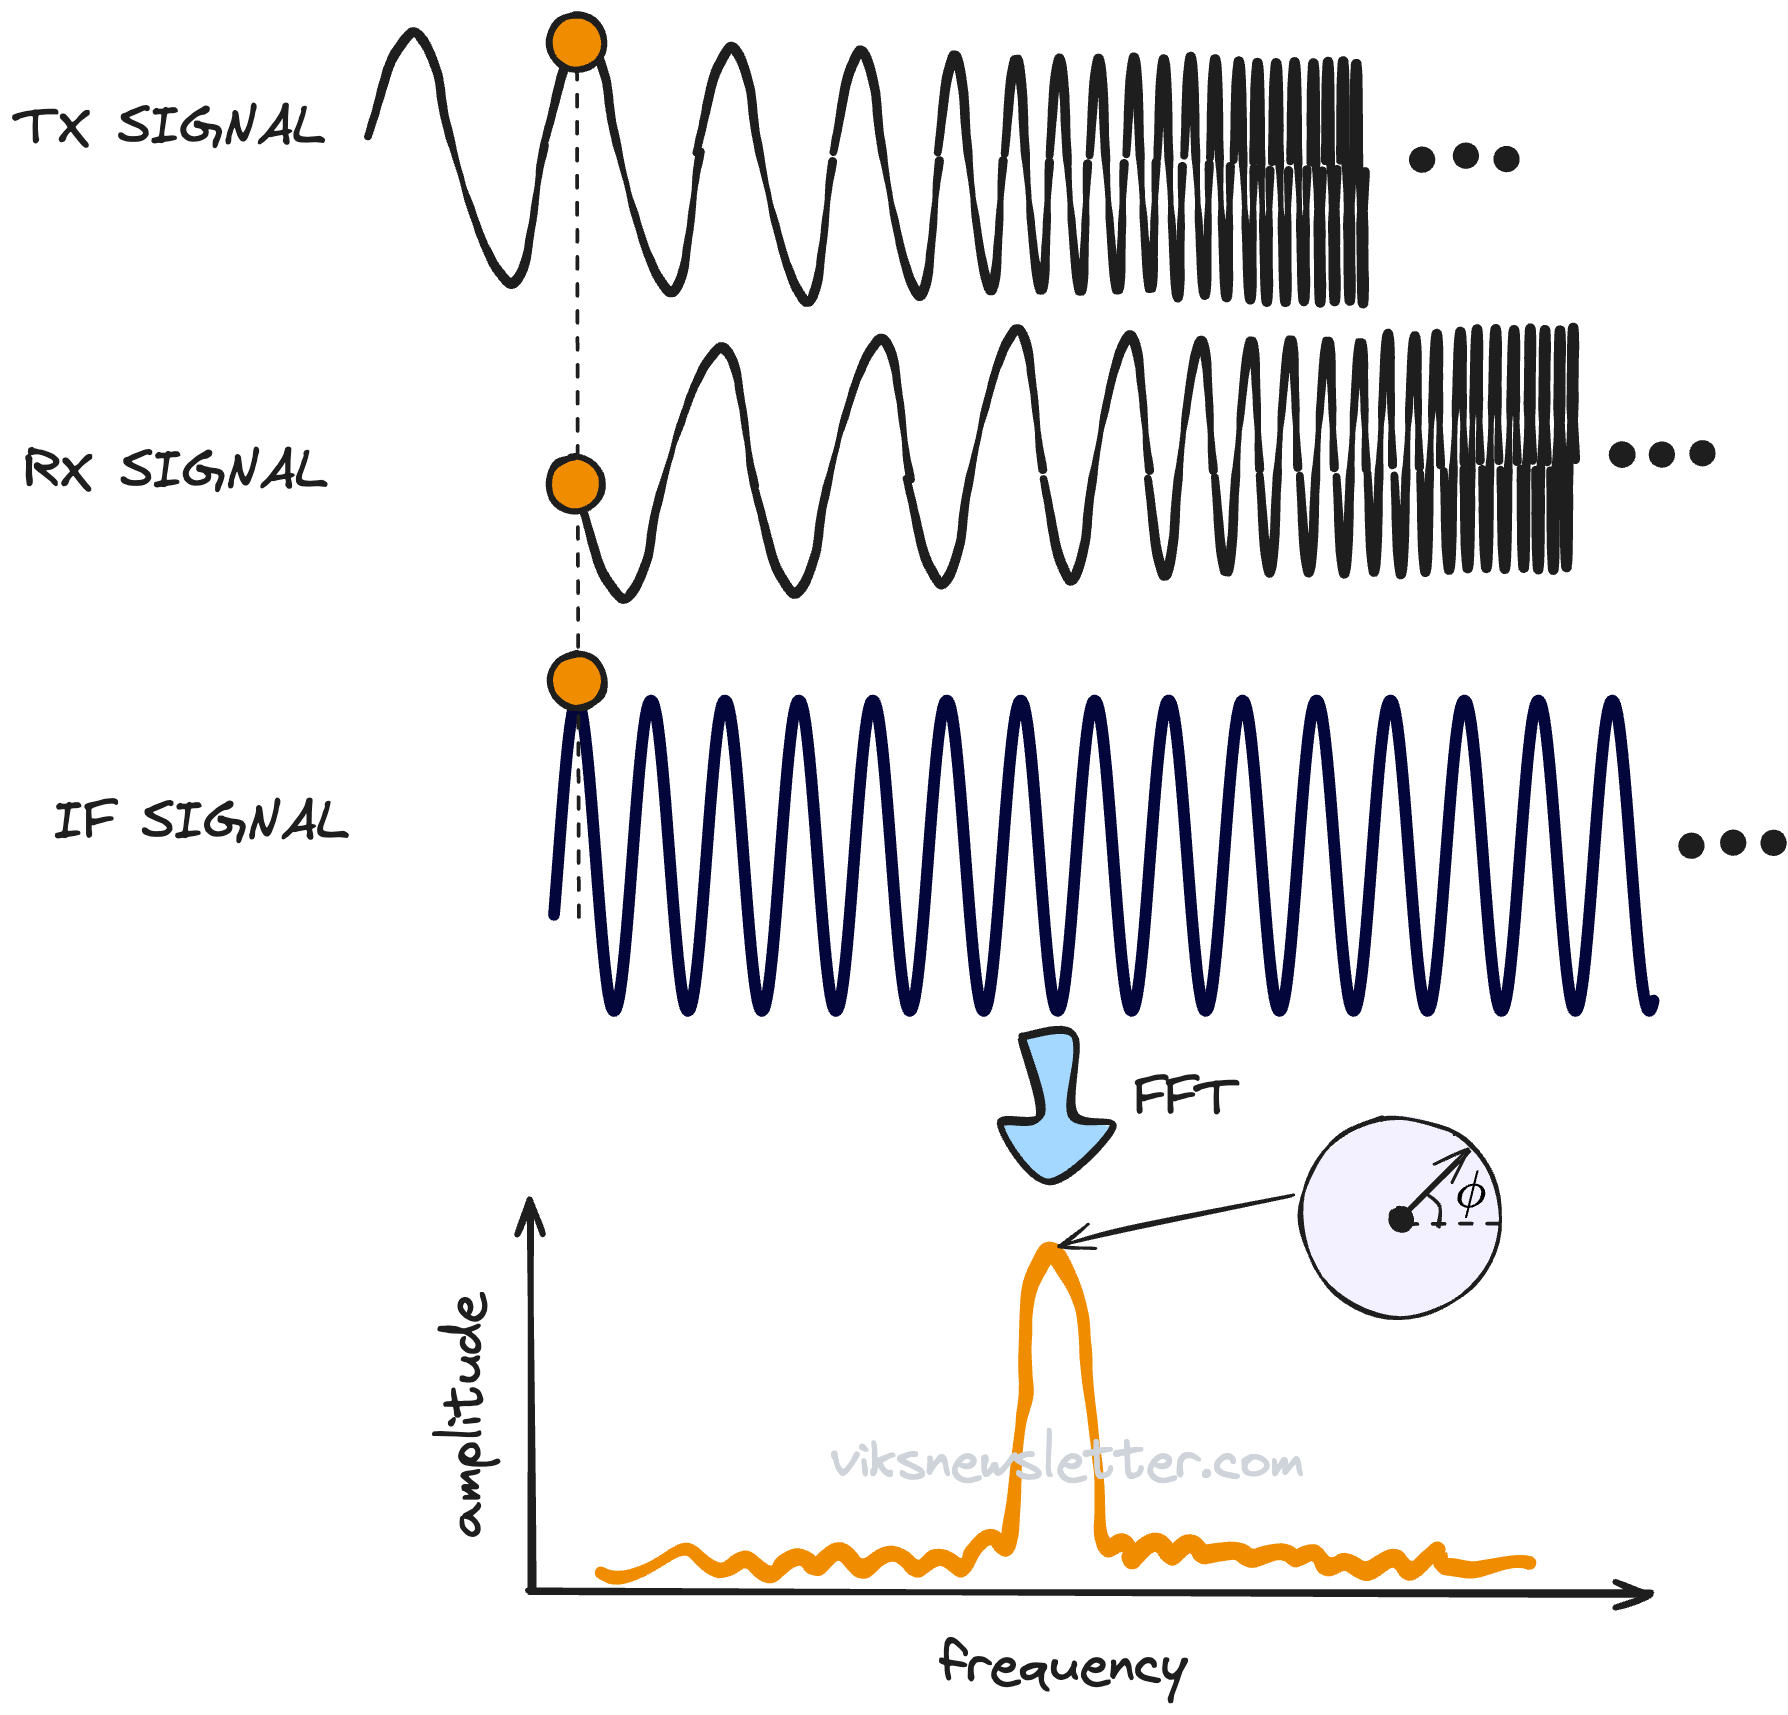 TX SIGNAL
RX SIGNAL
IF SIGNAL
FFT
ϕ
amplitude
viksnewsletter.com
frequency